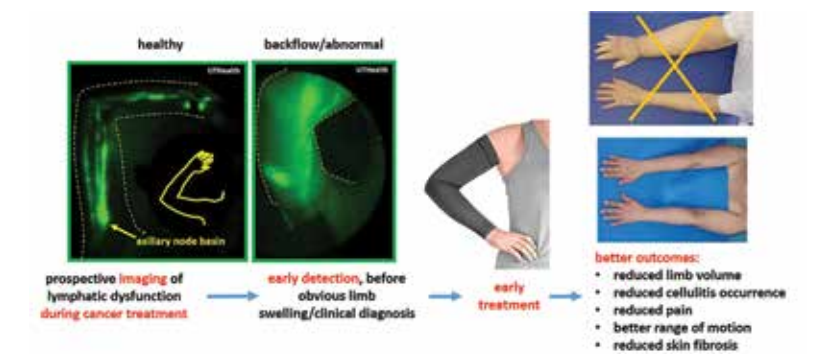 healthy
backflow/abnormal
UTHealth
UTHealth
axillary node basin
prospective imaging of
lymphatic dysfunction
during cancer treatment
early detection, before
obvious limb
swelling/clinical diagnosis
early
treatment
better outcomes:
• reduced limb volume
• reduced cellulitis occurrence
• reduced pain
• better range of motion
• reduced skin fibrosis